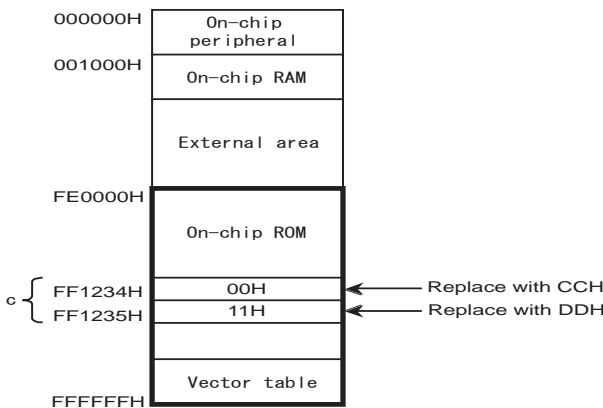 000000H
On-chip
peripheral
001000H
On-chip RAM
External area
FE0000H
On-chip ROM
c
FF1234H
00H
Replace with CCH
FF1235H
11H
Replace with DDH
Vector table
FFFFFFH